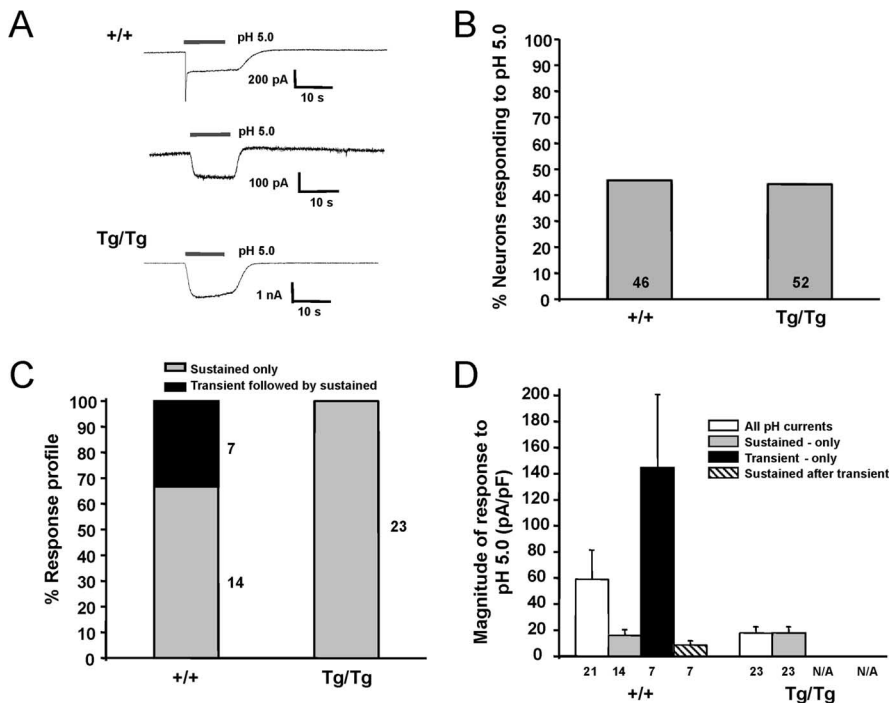 A
+/+
pH 5.0
200 pA
10 s
pH 5.0
100 pA
10 s
Tg/Tg
pH 5.0
1 nA
10 s
B
% Neurons responding to pH 5.0
100
90
80
70
60
50
40
30
20
10
0
46
52
+/+
Tg/Tg
C
Sustained only
Transient followed by sustained
% Response profile
100
90
80
70
60
50
40
30
20
10
0
7
14
23
+/+
Tg/Tg
D
Magnitude of response to
pH 5.0 (pA/pF)
200
180
160
140
120
100
80
60
40
20
0
All pH currents
Sustained - only
Transient - only
Sustained after transient
21 14 7 7 23 23 N/A N/A
+/+ Tg/Tg